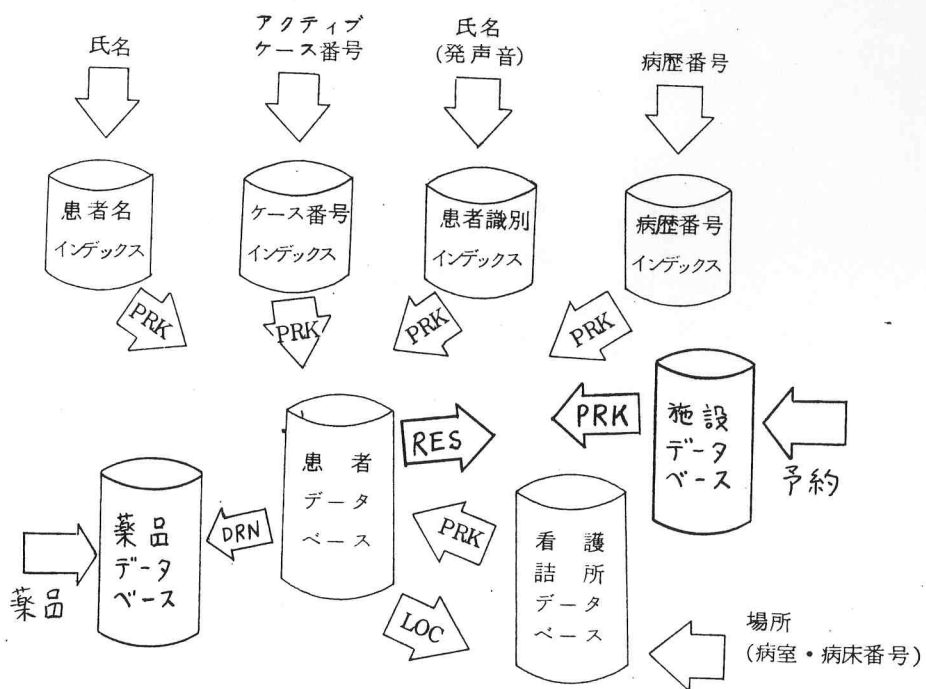 氏名
アクティブ
ケース番号
氏名
(発声音)
病歴番号
患者名
インデックス
ケース番号
インデックス
患者識別
インデックス
病歴番号
インデックス
PRK
PRK
PRK
PRK
患者
データ
ベース
RES
PRK
施設
データ
ベース
予約
薬品
薬品
データ
ベース
DRN
PRK
LOC
看護
詰所
データ
ベース
場所
(病室・病床番号)